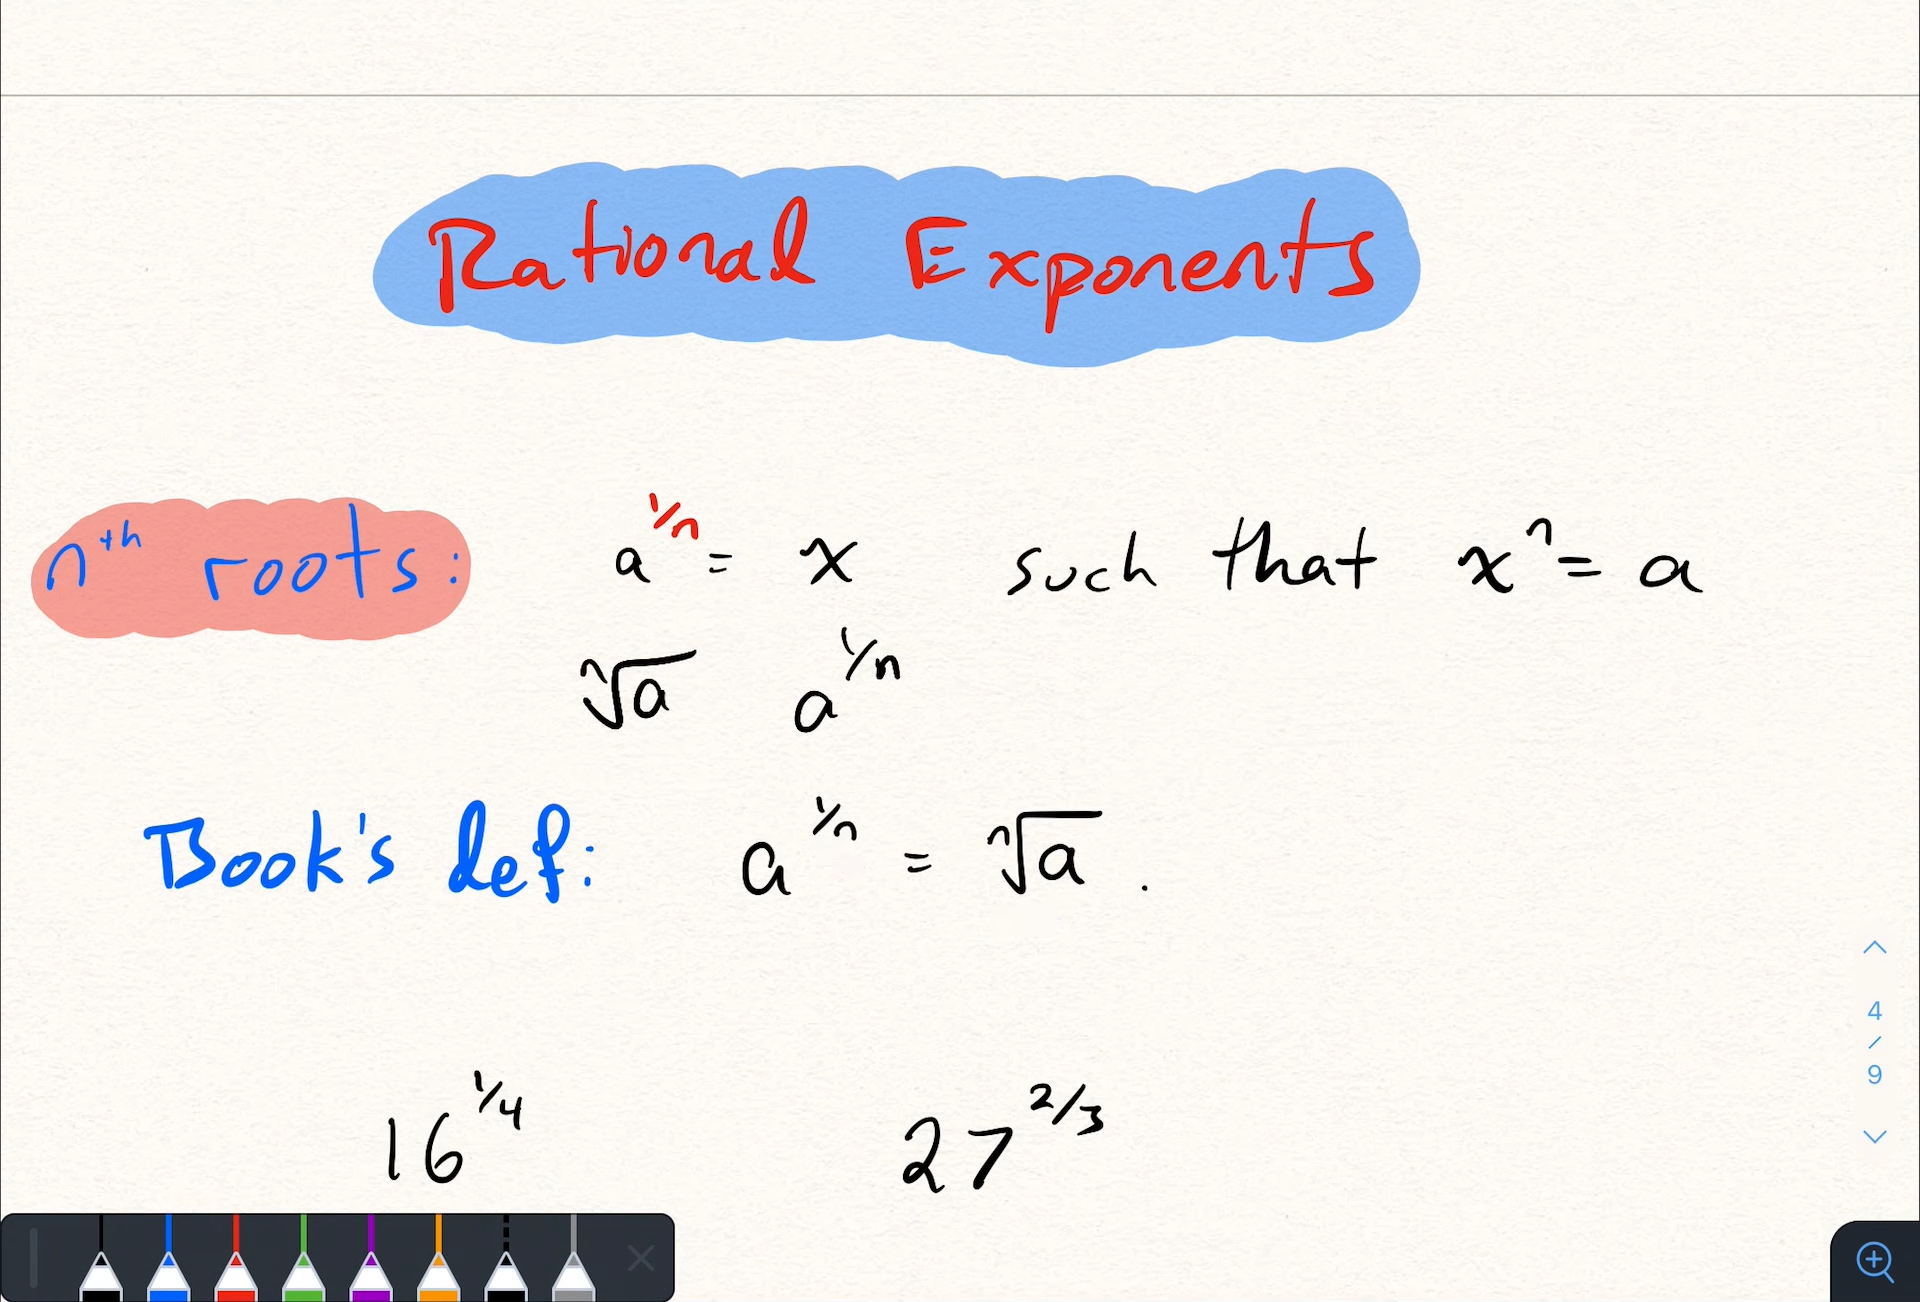 Rational Exponents
nth roots: a^1/n = x such that x^n = a
ⁿ√a a^1/n
Book's def: a^1/n = ⁿ√a .
16^1/4 27^2/3
4
/
9